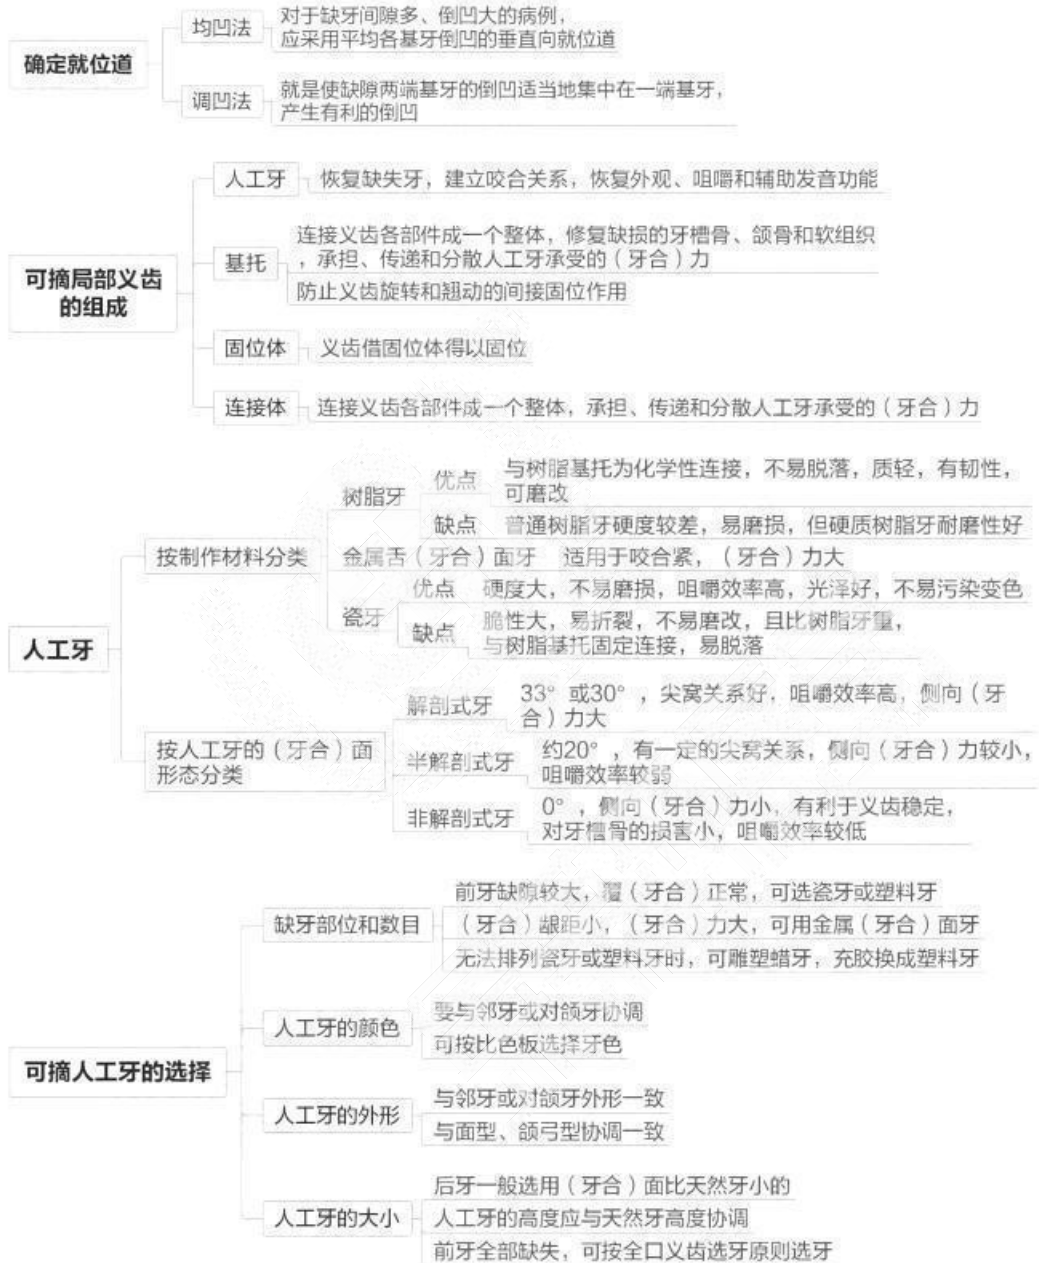 确定就位道
均凹法
对于缺牙间隙多、倒凹大的病例，
应采用平均各基牙倒凹的垂直向就位道
调凹法
就是使缺隙两端基牙的倒凹适当地集中在一端基牙，
产生有利的倒凹
可摘局部义齿
的组成
人工牙
恢复缺失牙，建立咬合关系，恢复外观、咀嚼和辅助发音功能
基托
连接义齿各部件成一个整体，修复缺损的牙槽骨、颌骨和软组织
，承担、传递和分散人工牙承受的（牙合）力
防止义齿旋转和翘动的间接固位作用
固位体
义齿借固位体得以固位
连接体
连接义齿各部件成一个整体，承担、传递和分散人工牙承受的（牙合）力
人工牙
按制作材料分类
树脂牙
优点
与树脂基托为化学性连接，不易脱落，质轻，有韧性，
可磨改
缺点
普通树脂牙硬度较差，易磨损，但硬质树脂牙耐磨性好
金属舌（牙合）面牙
适用于咬合紧，（牙合）力大
瓷牙
优点
硬度大，不易磨损，咀嚼效率高，光泽好，不易污染变色
缺点
脆性大，易折裂，不易磨改，且比树脂牙重，
与树脂基托固定连接，易脱落
按人工牙的（牙合）面
形态分类
解剖式牙
33°或30°，尖窝关系好，咀嚼效率高，侧向（牙
合）力大
半解剖式牙
约20°，有一定的尖窝关系，侧向（牙合）力较小，
咀嚼效率较弱
非解剖式牙
0°，侧向（牙合）力小，有利于义齿稳定，
对牙槽骨的损害小，咀嚼效率较低
可摘人工牙的选择
缺牙部位和数目
前牙缺隙较大，覆（牙合）正常，可选瓷牙或塑料牙
（牙合）龈距小，（牙合）力大，可用金属（牙合）面牙
无法排列瓷牙或塑料牙时，可雕塑蜡牙，充胶换成塑料牙
人工牙的颜色
要与邻牙或对颌牙协调
可按比色板选择牙色
人工牙的外形
与邻牙或对颌牙外形一致
与面型、颌弓型协调一致
人工牙的大小
后牙一般选用（牙合）面比天然牙小的
人工牙的高度应与天然牙高度协调
前牙全部缺失，可按全口义齿选牙原则选牙